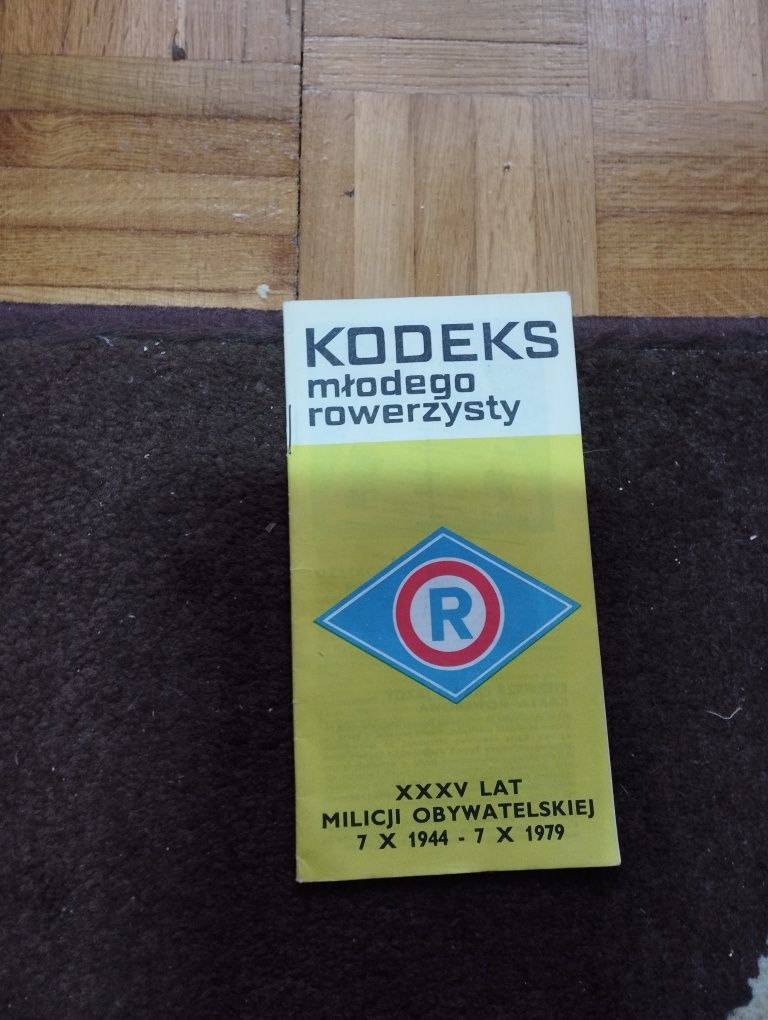 KODEKS
młodego
rowerzysty
R
XXXV LAT
MILICJI OBYWATELSKIEJ
7 X 1944 - 7 X 1979